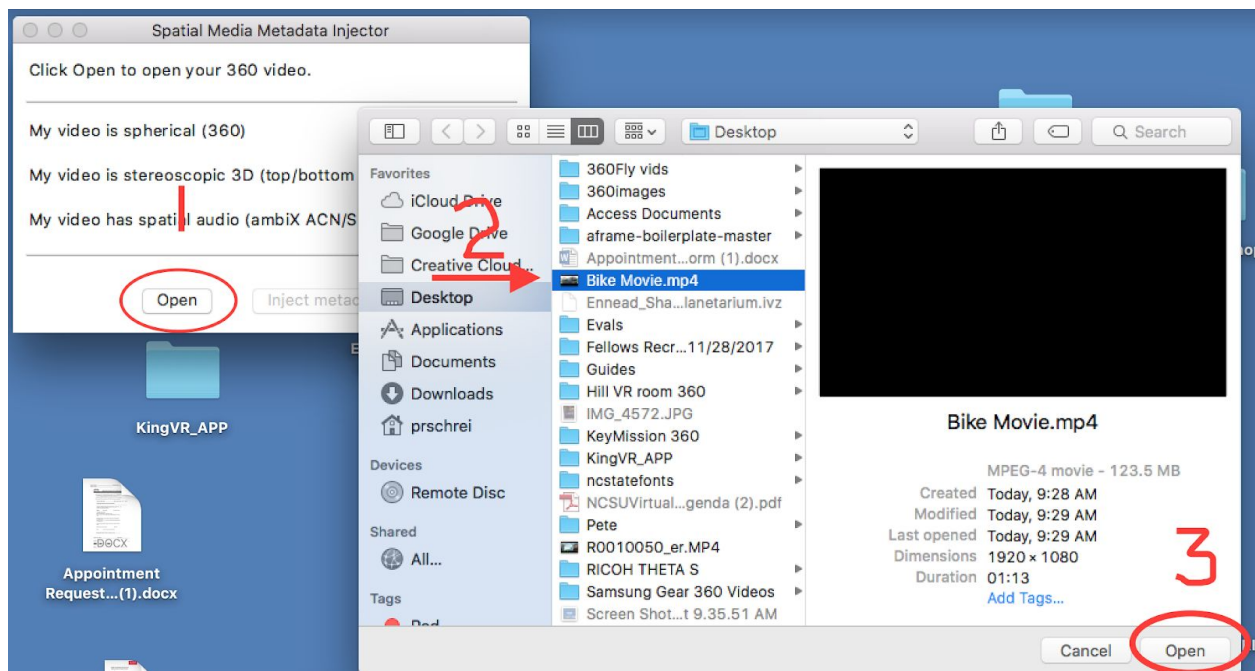 Spatial Media Metadata Injector
Click Open to open your 360 video.
My video is spherical (360)
My video is stereoscopic 3D (top/bottom
My video has spatial audio (ambiX ACN/S
1
Open
Inject metad
KingVR_APP
DOCX
Appointment
Request...(1).docx
Desktop
Search
Favorites
iCloud Drive
Google Drive
Creative Cloud...
Desktop
Applications
Documents
Downloads
prschrei
Devices
Remote Disc
Shared
All...
Tags
Red
2
360Fly vids
360images
Access Documents
aframe-boilerplate-master
Appointment...orm (1).docx
Bike Movie.mp4
Ennead_Sha...lanetarium.ivz
Evals
Fellows Recr...11/28/2017
Guides
Hill VR room 360
IMG_4572.JPG
KeyMission 360
KingVR_APP
ncstatefonts
NCSUVirtual...genda (2).pdf
Pete
R0010050_er.MP4
RICOH THETA S
Samsung Gear 360 Videos
Screen Shot...t 9.35.51 AM
Bike Movie.mp4
MPEG-4 movie - 123.5 MB
Created Today, 9:28 AM
Modified Today, 9:29 AM
Last opened Today, 9:29 AM
Dimensions 1920 × 1080
Duration 01:13
Add Tags...
3
Cancel
Open